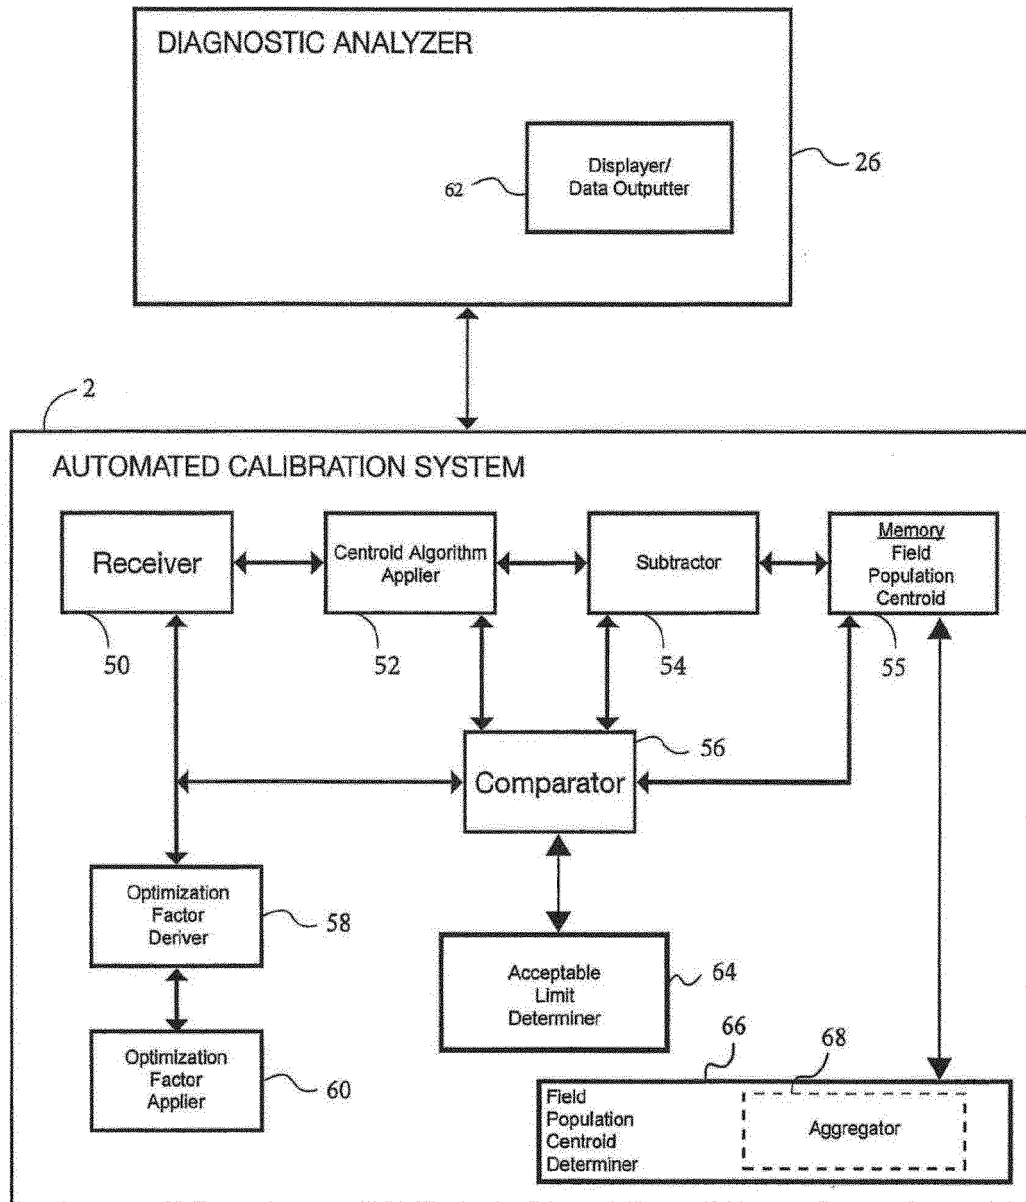 DIAGNOSTIC ANALYZER
Displayer/
Data Outputter
62
26
2
AUTOMATED CALIBRATION SYSTEM
Receiver
50
Centroid Algorithm
Applier
52
Subtractor
54
Memory
Field
Population
Centroid
55
Comparator
56
Optimization
Factor
Deriver
58
Acceptable
Limit
Determiner
64
Optimization
Factor
Applier
60
66
68
Field
Population
Centroid
Determiner
Aggregator